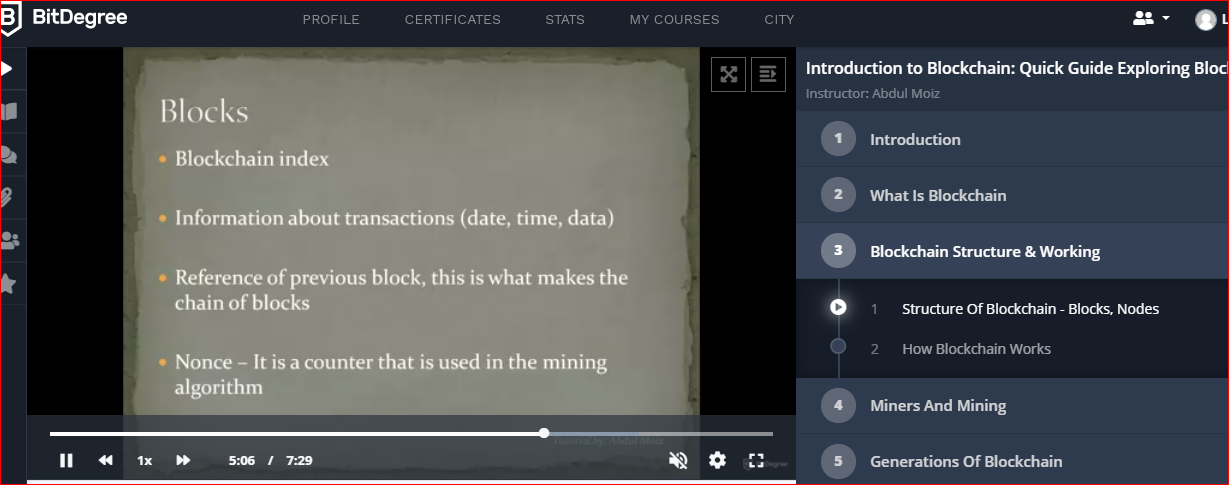 BitDegree
PROFILE CERTIFICATES STATS MY COURSES CITY
Blocks
• Blockchain index
• Information about transactions (date, time, data)
• Reference of previous block, this is what makes the
chain of blocks
• Nonce – It is a counter that is used in the mining
algorithm
Tutorial by: Abdul Moiz
1x
5:06 / 7:29
Introduction to Blockchain: Quick Guide Exploring Bloc
Instructor: Abdul Moiz
1 Introduction
2 What Is Blockchain
3 Blockchain Structure & Working
1 Structure Of Blockchain - Blocks, Nodes
2 How Blockchain Works
4 Miners And Mining
5 Generations Of Blockchain